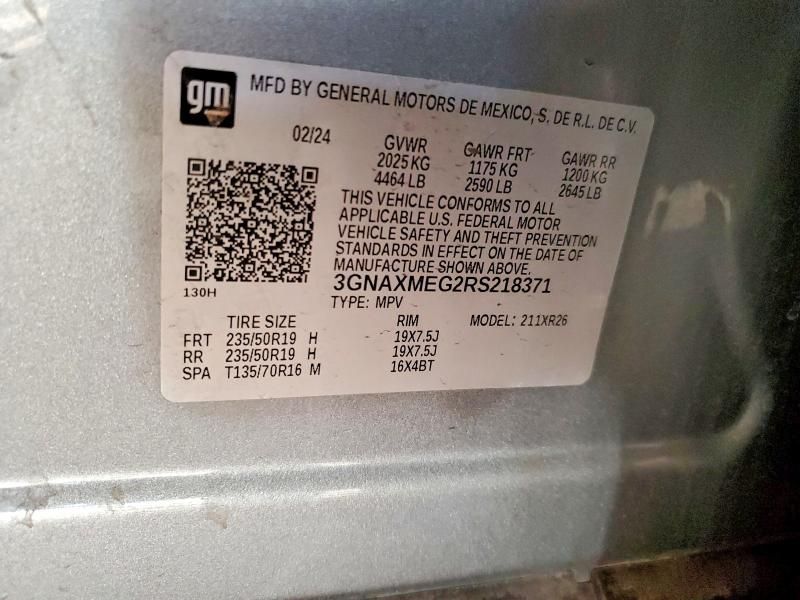 gm
MFD BY GENERAL MOTORS DE MEXICO, S. DE R.L. DE C.V.
02/24 GVWR GAWR FRT GAWR RR
2025 KG 1175 KG 1200 KG
4464 LB 2590 LB 2645 LB
THIS VEHICLE CONFORMS TO ALL
APPLICABLE U.S. FEDERAL MOTOR
VEHICLE SAFETY AND THEFT PREVENTION
STANDARDS IN EFFECT ON THE DATE OF
MANUFACTURE SHOWN ABOVE.
130H
3GNAXMEG2RS218371
TYPE: MPV
TIRE SIZE RIM MODEL: 211XR26
FRT 235/50R19 H 19X7.5J
RR 235/50R19 H 19X7.5J
SPA T135/70R16 M 16X4BT